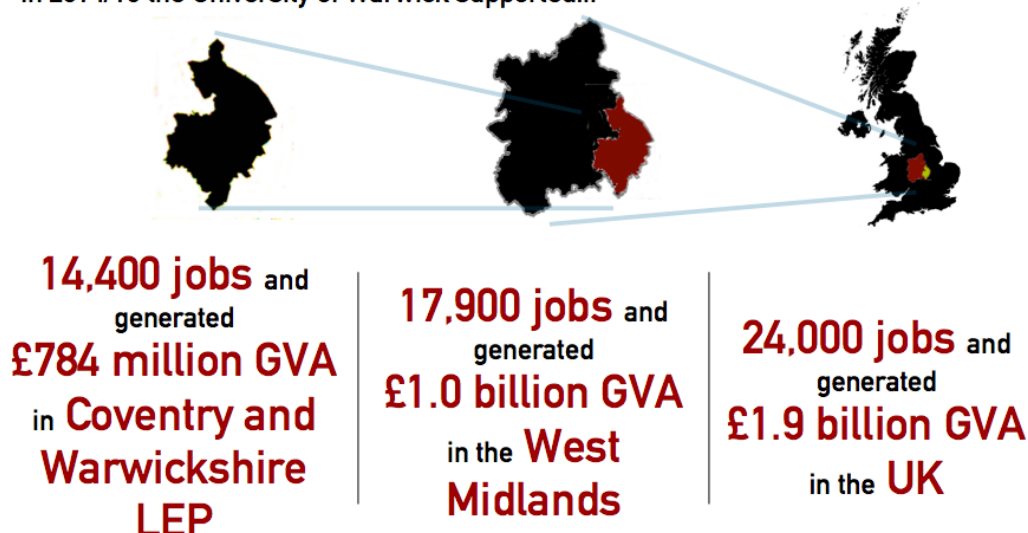 14,400 jobs and
generated
£784 million GVA
in Coventry and
Warwickshire
LEP
17,900 jobs and
generated
£1.0 billion GVA
in the West
Midlands
24,000 jobs and
generated
£1.9 billion GVA
in the UK